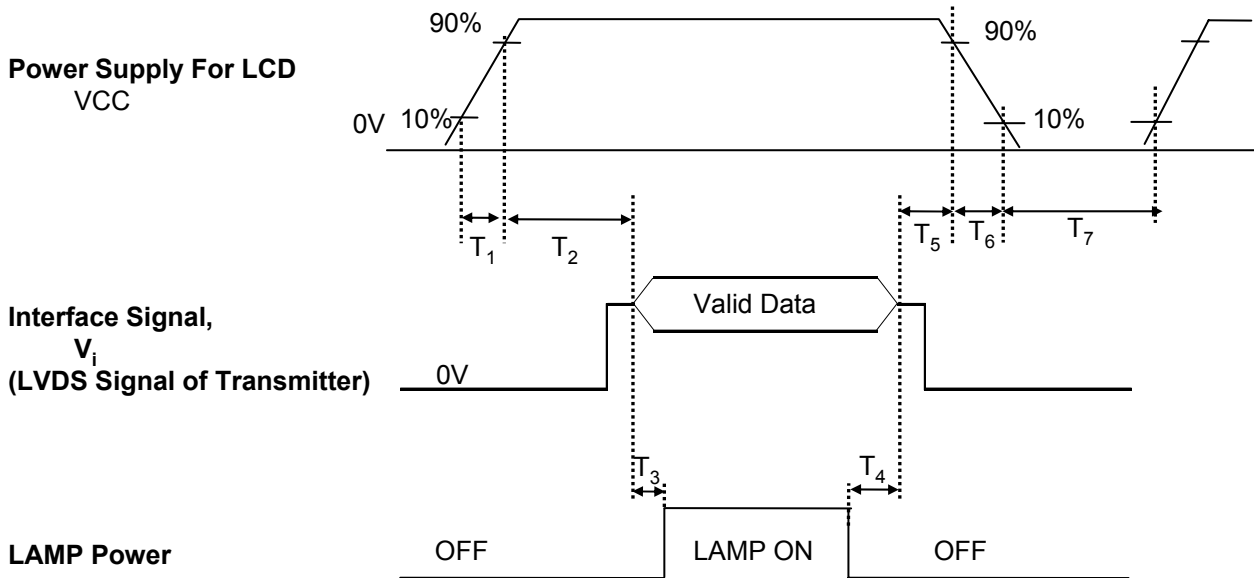 90%
90%
Power Supply For LCD
VCC
0V
10%
10%
T1
T2
T5
T6
T7
Interface Signal,
Vi
(LVDS Signal of Transmitter)
0V
Valid Data
T3
T4
LAMP Power
OFF
LAMP ON
OFF